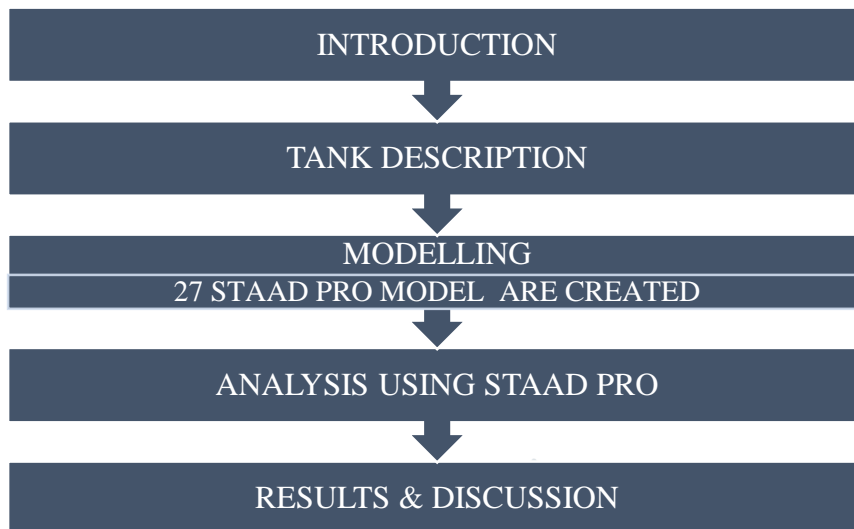 INTRODUCTION
TANK DESCRIPTION
MODELLING
27 STAAD PRO MODEL ARE CREATED
ANALYSIS USING STAAD PRO
RESULTS & DISCUSSION